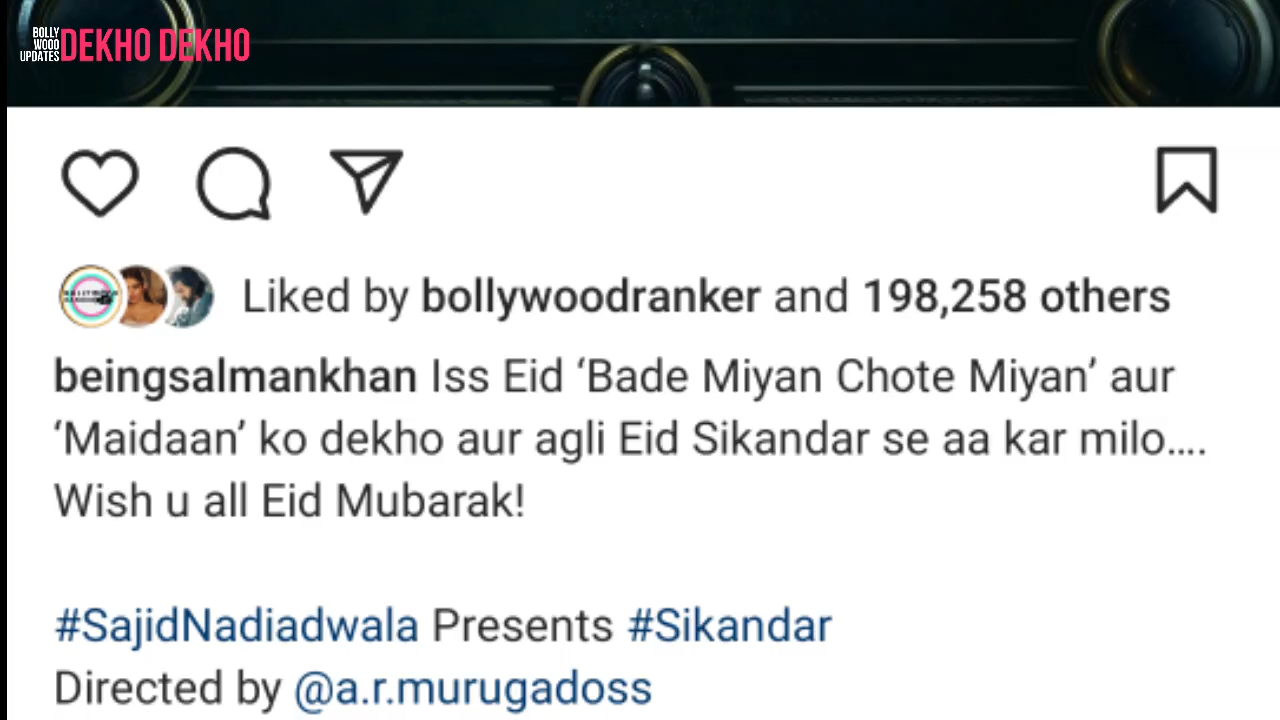 BOLLY
WOOD
UPDATES
DEKHO DEKHO
Liked by bollywoodranker and 198,258 others
beingsalmankhan Iss Eid ‘Bade Miyan Chote Miyan’ aur
‘Maidaan’ ko dekho aur agli Eid Sikandar se aa kar milo....
Wish u all Eid Mubarak!
#SajidNadiadwala Presents #Sikandar
Directed by @a.r.murugadoss